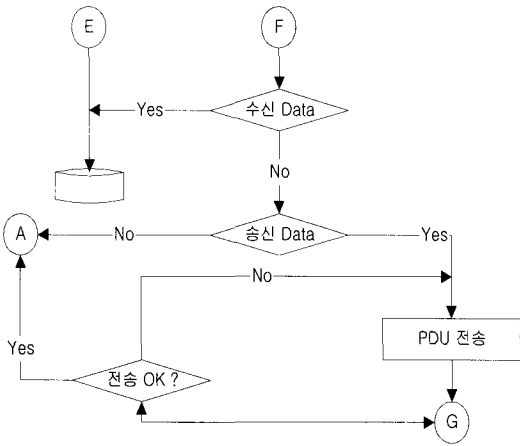 E
F
수신 Data
Yes
No
송신 Data
A
No
Yes
No
PDU 전송
Yes
전송 OK ?
G